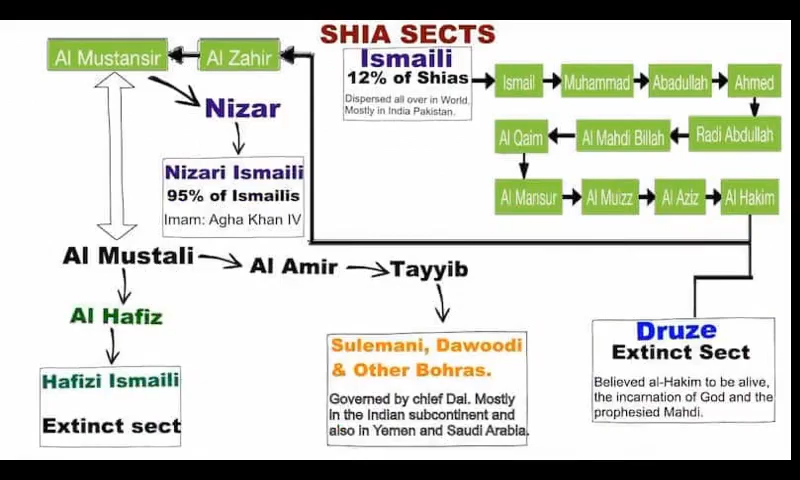 SHIA SECTS
Ismaili
12% of Shias
Dispersed all over in World.
Mostly in India Pakistan.
Ismail
Muhammad
Abadullah
Ahmed
Radi Abdullah
Al Mahdi Billah
Al Qaim
Al Mansur
Al Muizz
Al Aziz
Al Hakim
Al Zahir
Al Mustansir
Nizar
Nizari Ismaili
95% of Ismailis
Imam: Agha Khan IV
Al Mustali
Al Amir
Tayyib
Al Hafiz
Hafizi Ismaili
Extinct sect
Sulemani, Dawoodi
& Other Bohras.
Governed by chief Dai. Mostly
in the Indian subcontinent and
also in Yemen and Saudi Arabia.
Druze
Extinct Sect
Believed al-Hakim to be alive,
the incarnation of God and the
prophesied Mahdi.